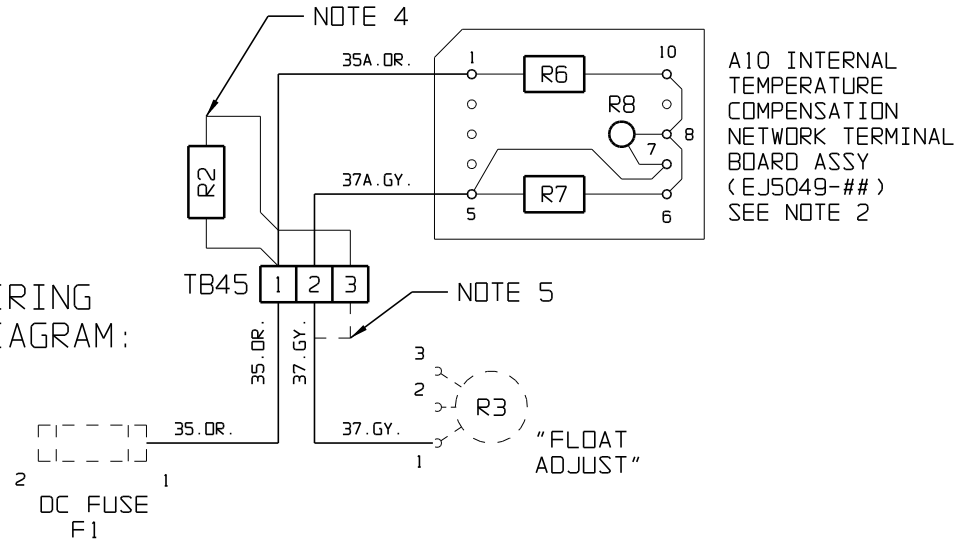 NOTE 4
35A.OR.
1
R6
10
R8
8
7
R2
37A.GY.
5
R7
6
A10 INTERNAL
TEMPERATURE
COMPENSATION
NETWORK TERMINAL
BOARD ASSY
(EJ5049-##)
SEE NOTE 2
TB45
1
2
3
NOTE 5
ERING
EAGRAM:
35.OR.
37.GY.
3
2
R3
35.OR.
37.GY.
1
"FLOAT
ADJUST"
2
1
DC FUSE
F1